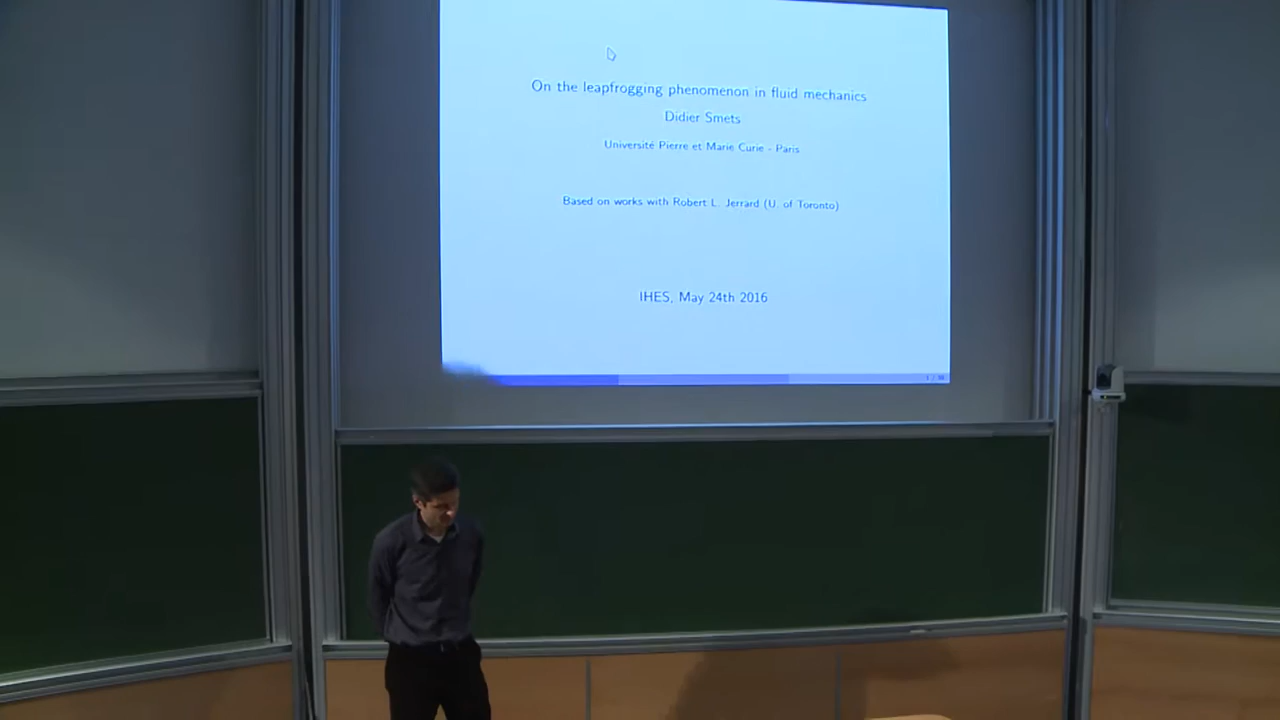 On the leapfrogging phenomenon in fluid mechanics
Didier Smets
Université Pierre et Marie Curie - Paris
Based on works with Robert L. Jerrard (U. of Toronto)
IHES, May 24th 2016